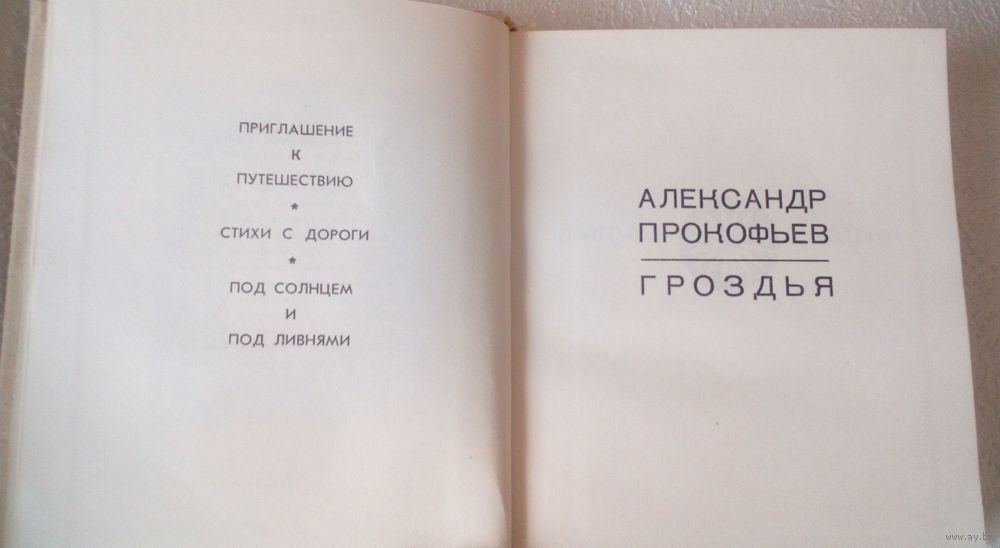 ПРИГЛАШЕНИЕ
К
ПУТЕШЕСТВИЮ
*
СТИХИ С ДОРОГИ
*
ПОД СОЛНЦЕМ
И
ПОД ЛИВНЯМИ
АЛЕКСАНДР
ПРОКОФЬЕВ
ГРОЗДЬЯ